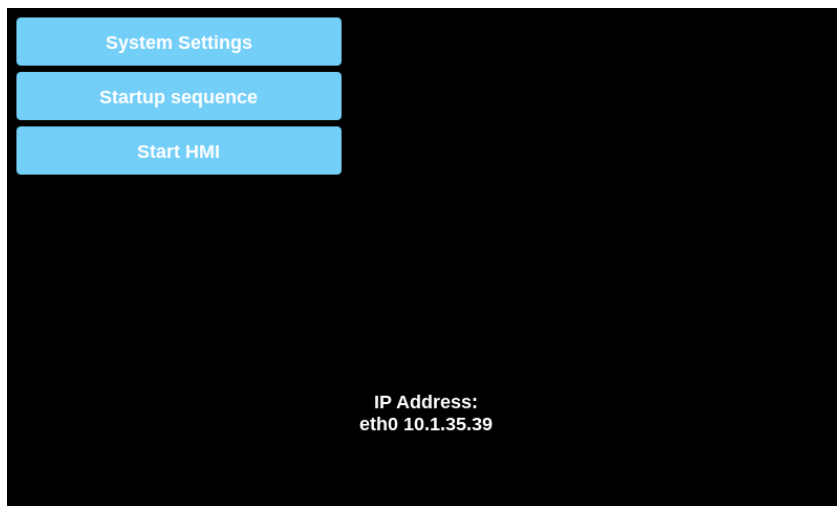 System Settings
Startup sequence
Start HMI
IP Address:
eth0 10.1.35.39